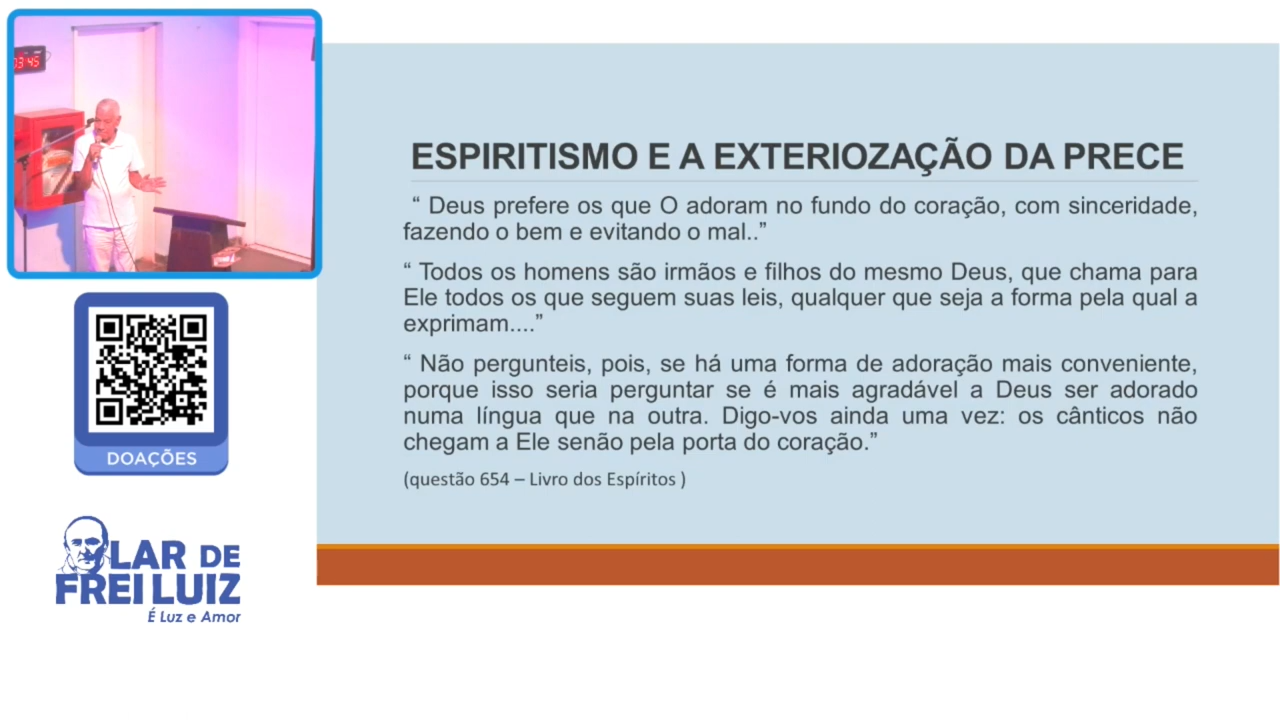 03:45
ESPIRITISMO E A EXTERIOZAÇÃO DA PRECE
“ Deus prefere os que O adoram no fundo do coração, com sinceridade,
fazendo o bem e evitando o mal..”
“ Todos os homens são irmãos e filhos do mesmo Deus, que chama para
Ele todos os que seguem suas leis, qualquer que seja a forma pela qual a
exprimam....”
“ Não pergunteis, pois, se há uma forma de adoração mais conveniente,
porque isso seria perguntar se é mais agradável a Deus ser adorado
numa língua que na outra. Digo-vos ainda uma vez: os cânticos não
chegam a Ele senão pela porta do coração.”
(questão 654 – Livro dos Espíritos )
DOAÇÕES
LAR DE
FREI LUIZ
É Luz e Amor